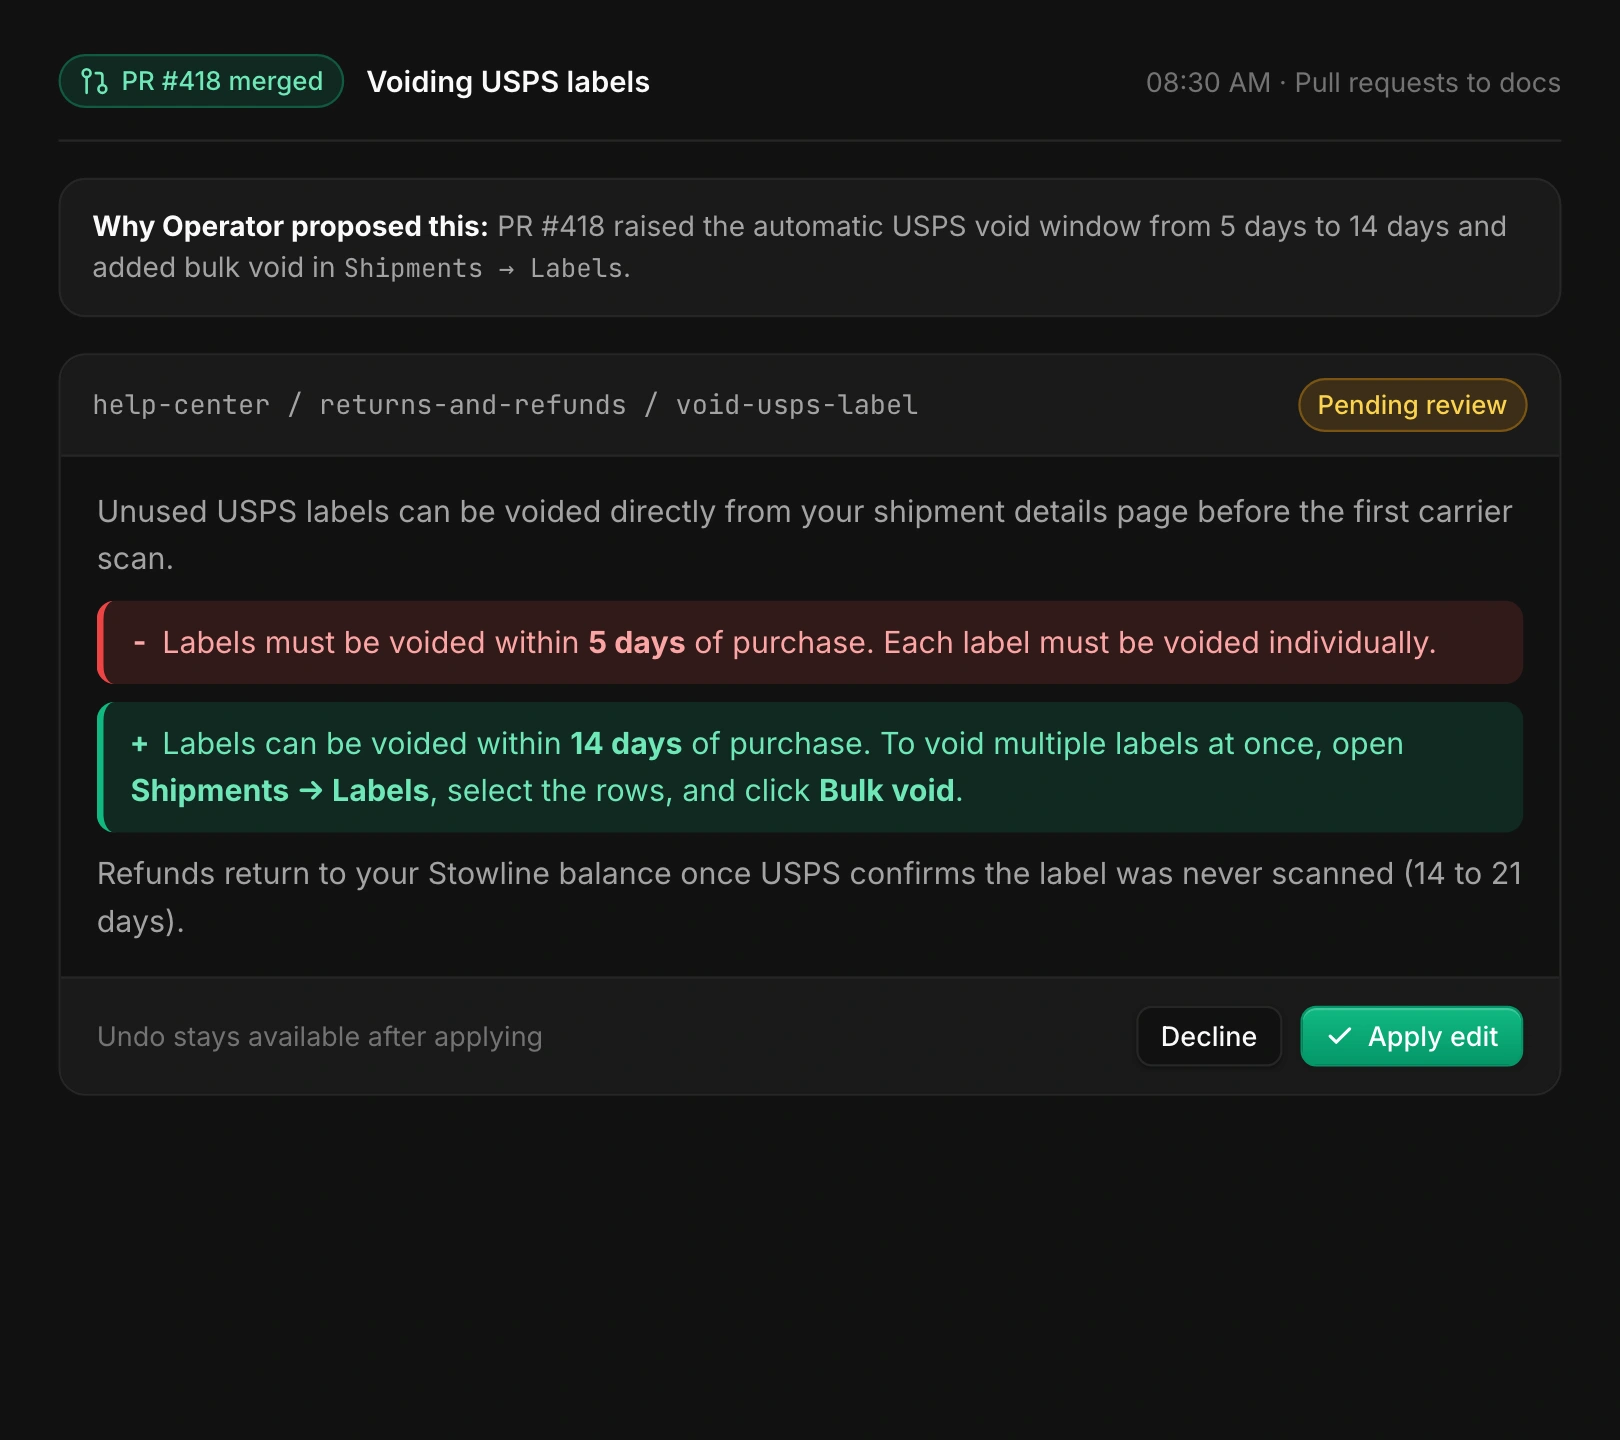 PR #418 merged Voiding USPS labels 08:30 AM · Pull requests to docs
Why Operator proposed this: PR #418 raised the automatic USPS void window from 5 days to 14 days and
added bulk void in Shipments → Labels.
help-center / returns-and-refunds / void-usps-label Pending review
Unused USPS labels can be voided directly from your shipment details page before the first carrier
scan.
- Labels must be voided within 5 days of purchase. Each label must be voided individually.
+ Labels can be voided within 14 days of purchase. To void multiple labels at once, open
Shipments → Labels, select the rows, and click Bulk void.
Refunds return to your Stowline balance once USPS confirms the label was never scanned (14 to 21
days).
Undo stays available after applying Decline Apply edit